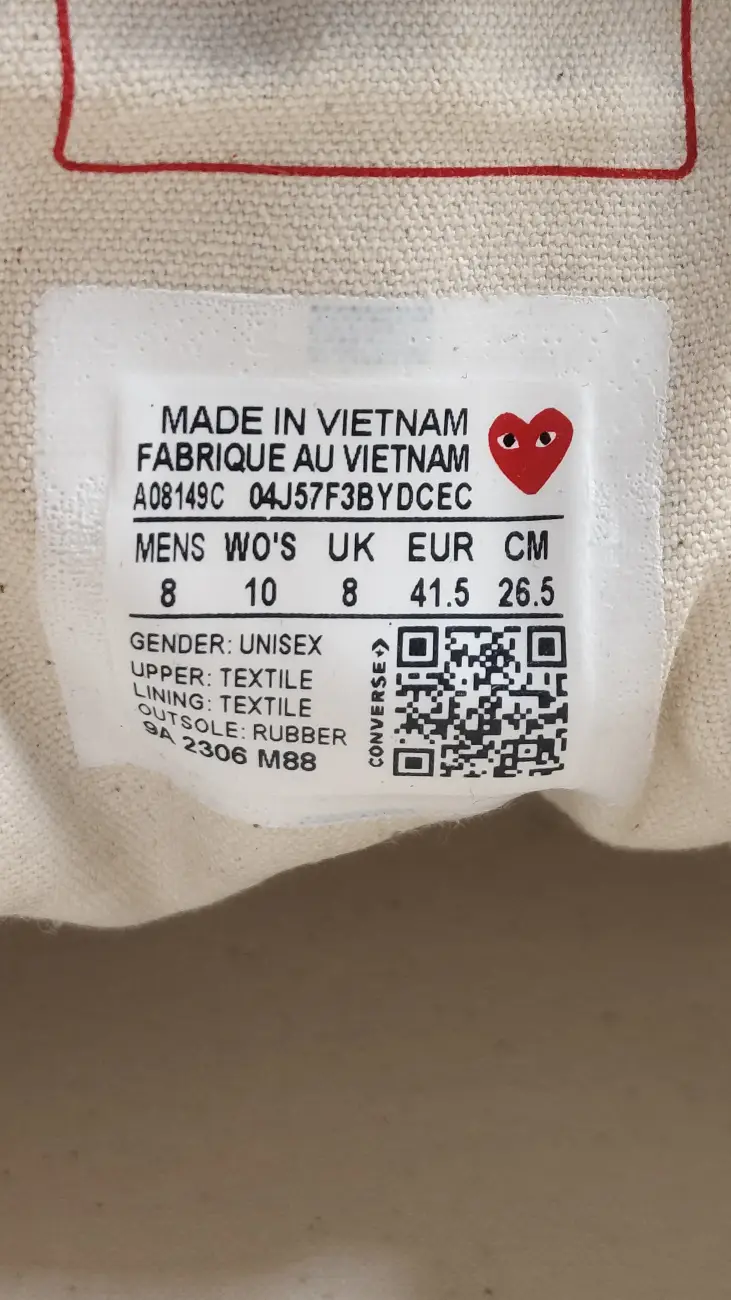 MADE IN VIETNAM
FABRIQUE AU VIETNAM
A08149C 04J57F3BYDCEC
MENS WO'S UK EUR CM
8 10 8 41.5 26.5
GENDER: UNISEX
UPPER: TEXTILE
LINING: TEXTILE
OUTSOLE: RUBBER
9A 2306 M88
CONVERSE